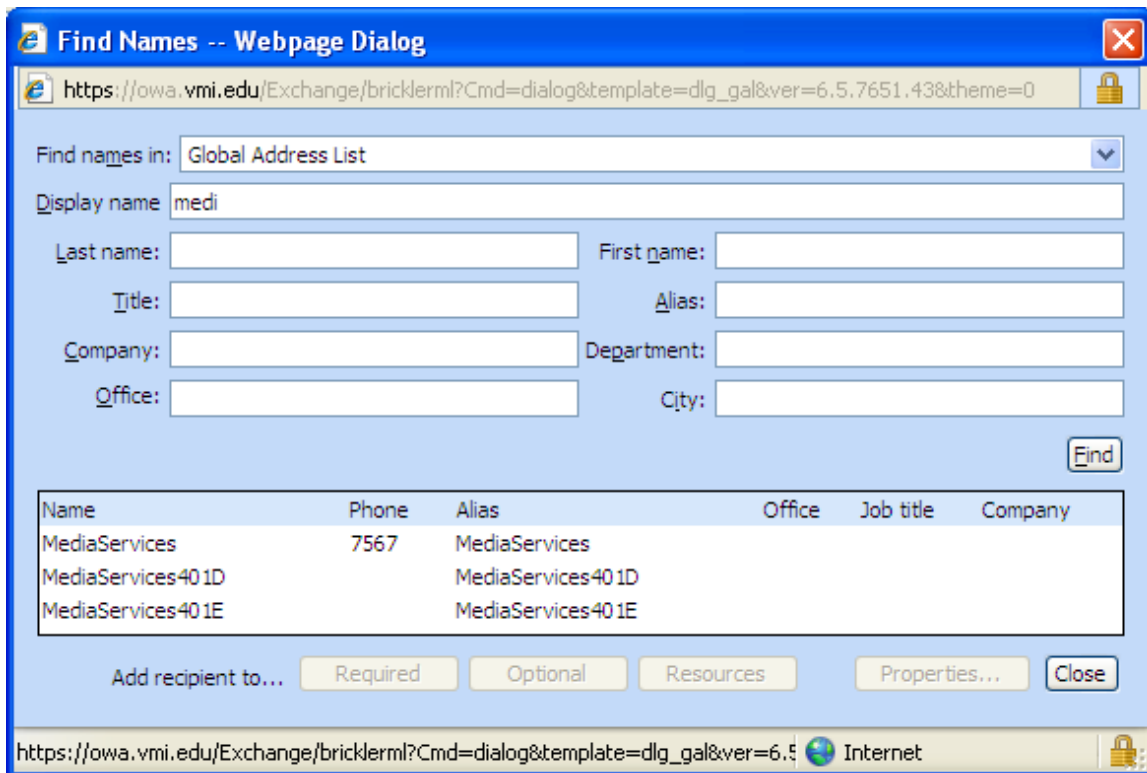 Find Names -- Webpage Dialog
https://owa.vmi.edu/Exchange/bricklerml?Cmd=dialog&template=dlg_gal&ver=6.5.7651.43&theme=0
Find names in: Global Address List
Display name medi
Last name: First name:
Title: Alias:
Company: Department:
Office: City:
Find
Name Phone Alias Office Job title Company
MediaServices 7567 MediaServices
MediaServices401D MediaServices401D
MediaServices401E MediaServices401E
Add recipient to... Required Optional Resources Properties... Close
https://owa.vmi.edu/Exchange/bricklerml?Cmd=dialog&template=dlg_gal&ver=6.5 Internet